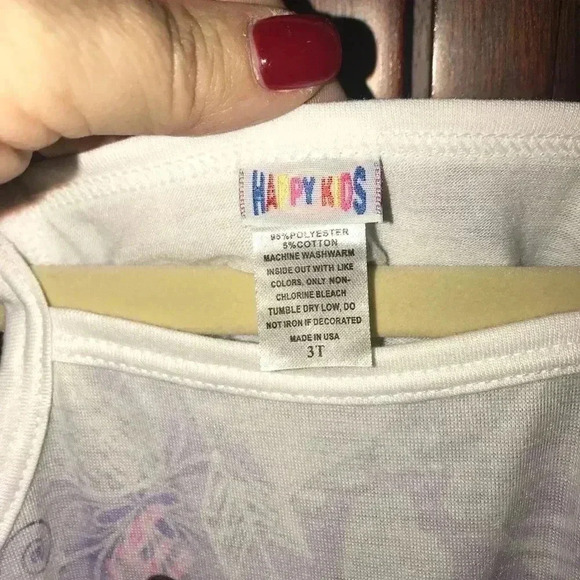 HAPPY KIDS
95%POLYESTER
5%COTTON
MACHINE WASHWARM
INSIDE OUT WITH LIKE
COLORS, ONLY NON-
CHLORINE BLEACH
TUMBLE DRY LOW, DO
NOT IRON IF DECORATED
MADE IN USA
3T